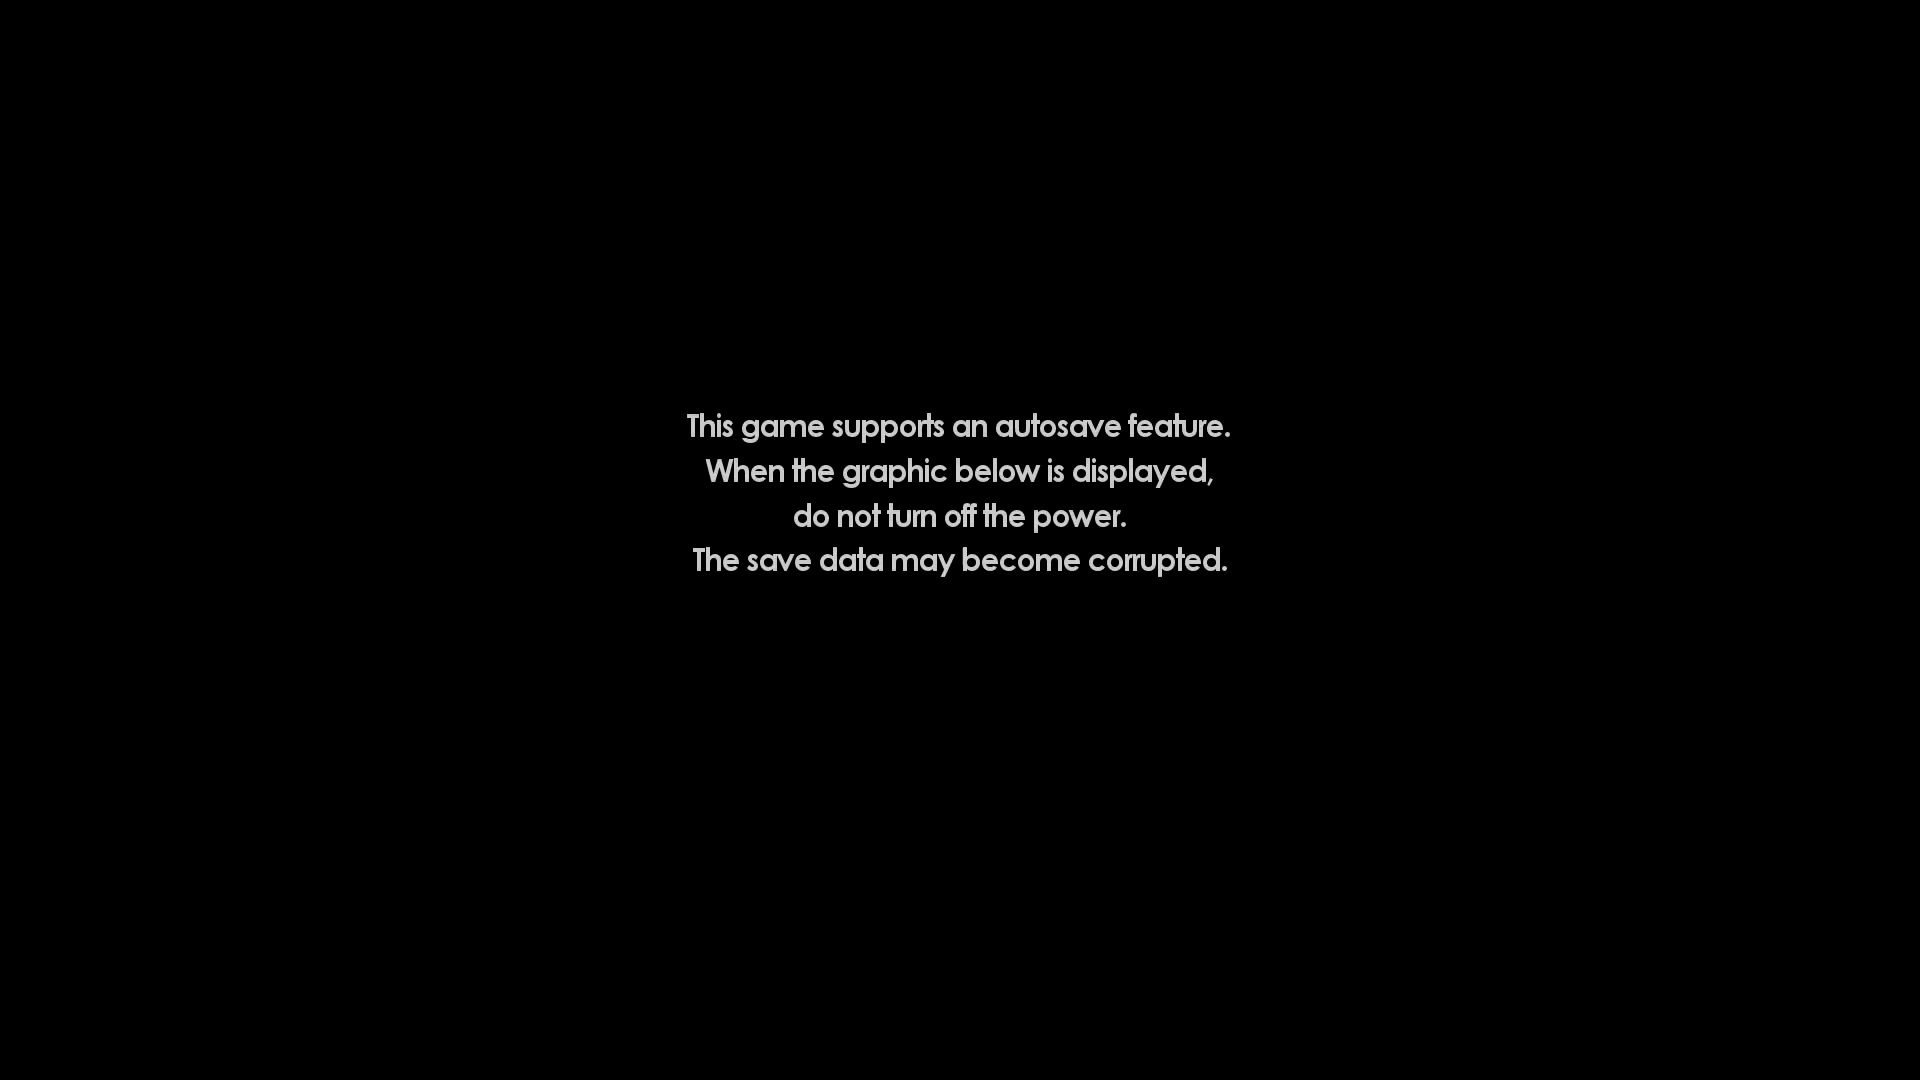 This game supports an autosave feature.
When the graphic below is displayed,
do not turn off the power.
The save data may become corrupted.